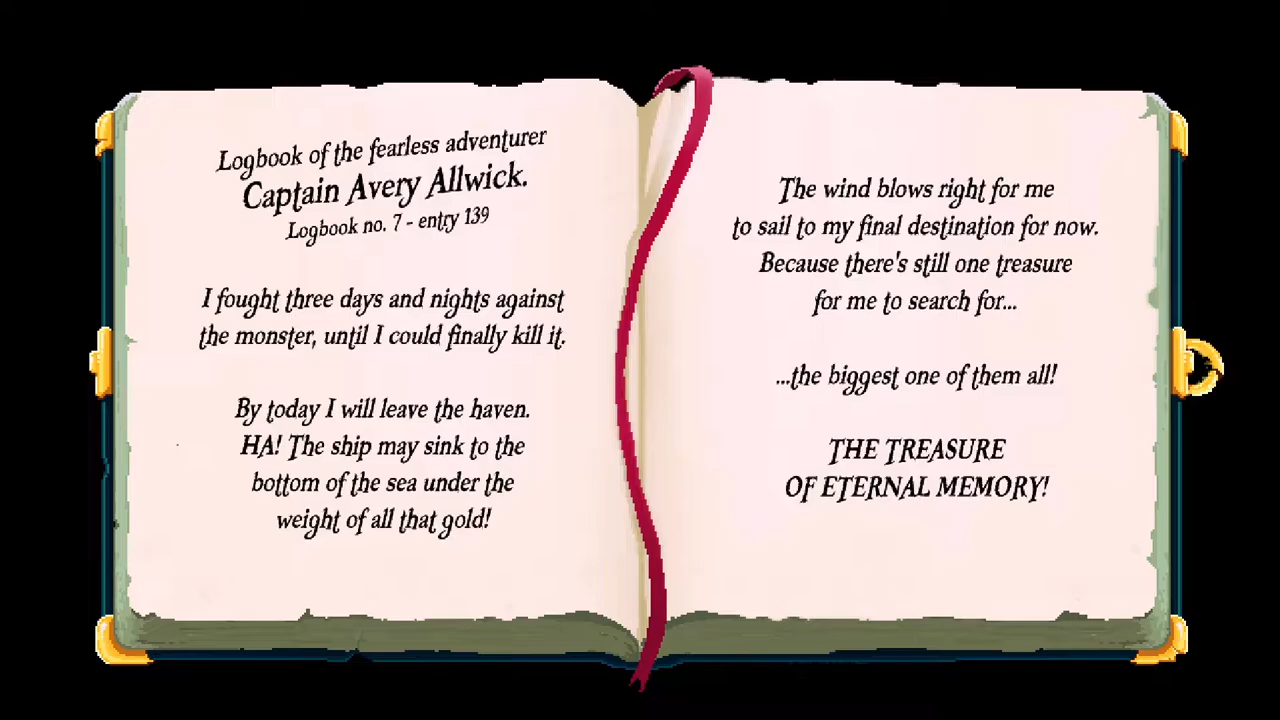 Logbook of the fearless adventurer
Captain Avery Allwick.
Logbook no. 7 - entry 139
I fought three days and nights against
the monster, until I could finally kill it.
By today I will leave the haven.
HA! The ship may sink to the
bottom of the sea under the
weight of all that gold!
The wind blows right for me
to sail to my final destination for now.
Because there's still one treasure
for me to search for...
...the biggest one of them all!
THE TREASURE
OF ETERNAL MEMORY!